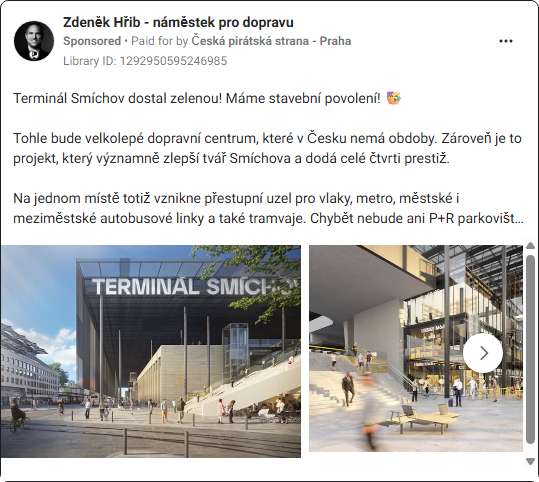 Zdeněk Hřib - náměstek pro dopravu
Sponsored • Paid for by Česká pirátská strana - Praha
Library ID: 1292950595246985
Terminál Smíchov dostal zelenou! Máme stavební povolení! 🥳
Tohle bude velkolepé dopravní centrum, které v Česku nemá obdoby. Zároveň je to
projekt, který významně zlepší tvář Smíchova a dodá celé čtvrti prestiž.
Na jednom místě totiž vznikne přestupní uzel pro vlaky, metro, městské i
meziměstské autobusové linky a také tramvaje. Chybět nebude ani P+R parkovišt...
TERMINÁL SMÍCHOV